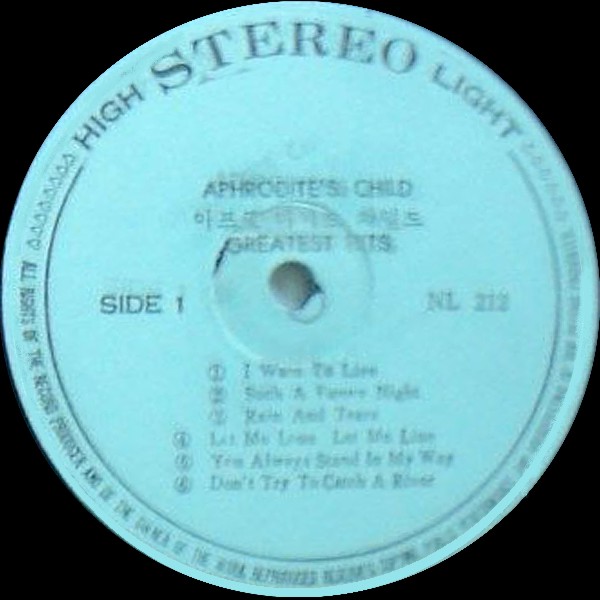 HIGH STEREO LIGHT
APHRODITE'S CHILD
아프로 차일드
GREATEST HITS.
SIDE 1
NL 212
① I Want To Live
② Such A Funny Night
③ Rain And Tears
④ Let Me Love Let Me Live
⑤ You Always Stand In My Way
⑥ Don't Try To Catch A River
ALL RIGHTS OF THE RECORD PRODUCER AND OF THE OWNER OF THE WORK REPRODUCED RESERVED COPYING